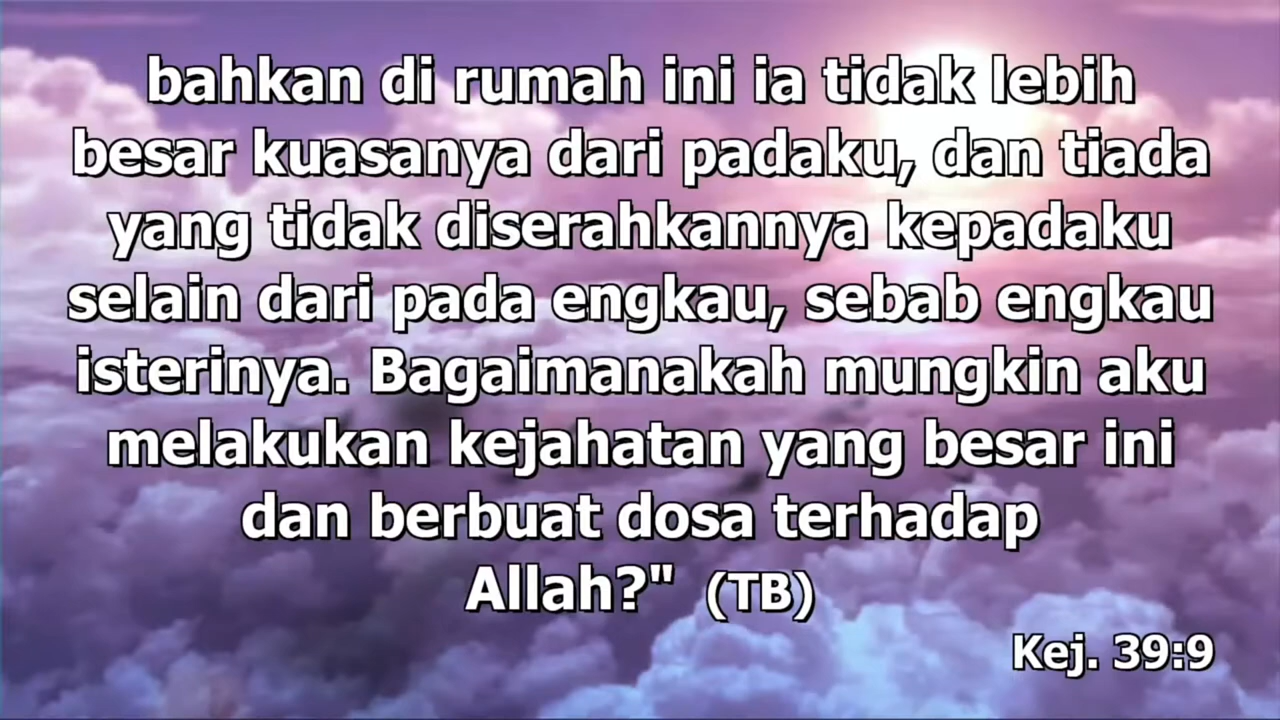 bahkan di rumah ini ia tidak lebih
besar kuasanya dari padaku, dan tiada
yang tidak diserahkannya kepadaku
selain dari pada engkau, sebab engkau
isterinya. Bagaimanakah mungkin aku
melakukan kejahatan yang besar ini
dan berbuat dosa terhadap
Allah?" (TB)
Kej. 39:9